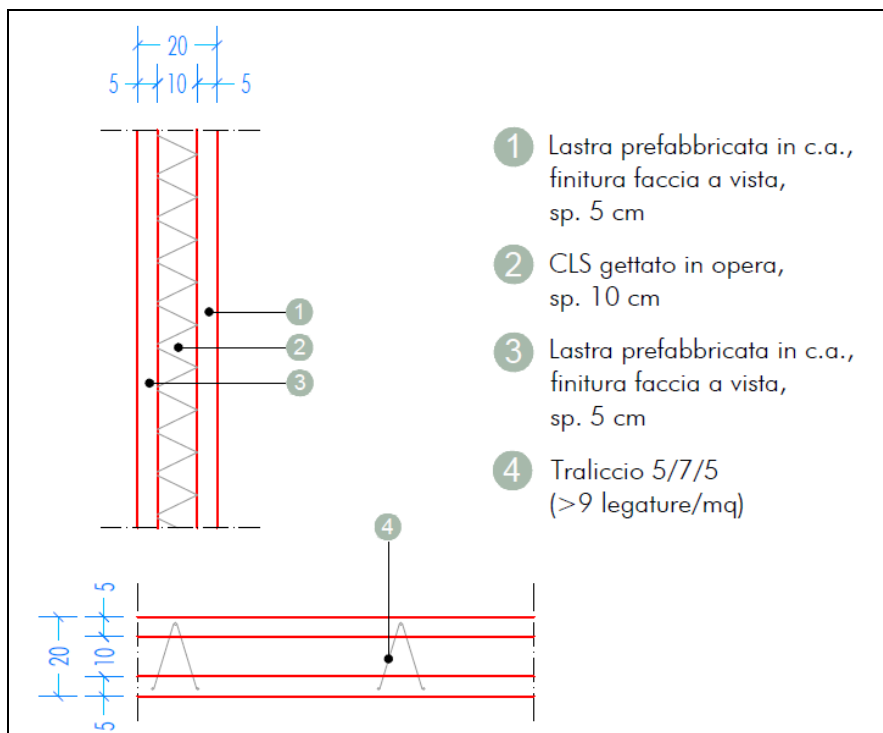 20
5 10 5
1 Lastra prefabbricata in c.a.,
finitura faccia a vista,
sp. 5 cm
2 CLS gettato in opera,
sp. 10 cm
3 Lastra prefabbricata in c.a.,
finitura faccia a vista,
sp. 5 cm
4 Traliccio 5/7/5
(>9 legature/mq)
1
2
3
4
5
20 10
5